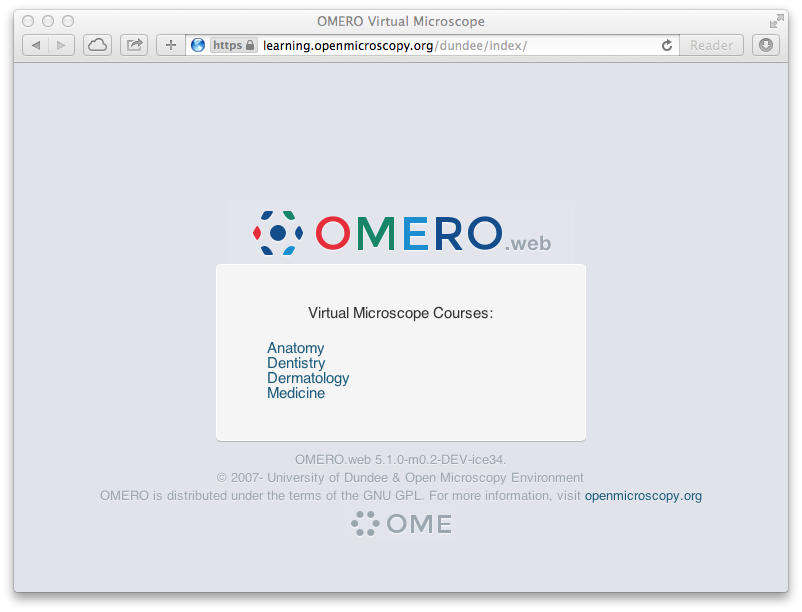 OMERO Virtual Microscope
https learning.openmicroscopy.org/dundee/index/ Reader
OMERO.web
Virtual Microscope Courses:
Anatomy
Dentistry
Dermatology
Medicine
OMERO.web 5.1.0-m0.2-DEV-ice34.
© 2007- University of Dundee & Open Microscopy Environment
OMERO is distributed under the terms of the GNU GPL. For more information, visit openmicroscopy.org
OME